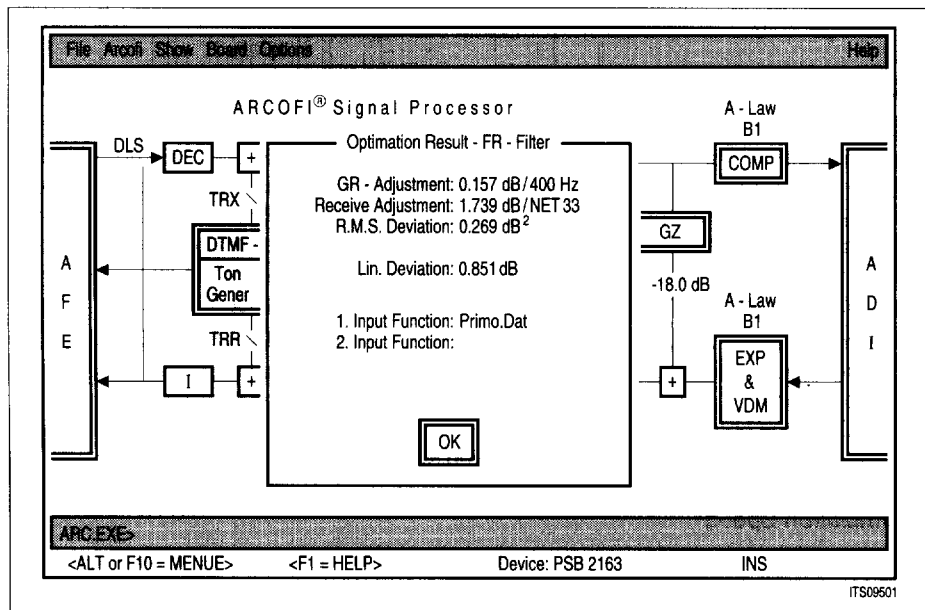 File Arcofi Show Board Options Help
ARCOFI® Signal Processor
A - Law
B1
DLS
DEC
+
Optimation Result - FR - Filter
COMP
GR - Adjustment: 0.157 dB/400 Hz
Receive Adjustment: 1.739 dB/NET 33
R.M.S. Deviation: 0.269 dB²
TRX
GZ
DTMF -
Ton
Gener
Lin. Deviation: 0.851 dB
-18.0 dB
A
F
E
A
D
I
A - Law
B1
1. Input Function: Primo.Dat
2. Input Function:
TRR
I
+
+
EXP
&
VDM
OK
ARC.EXE>
<ALT or F10 = MENUE> <F1 = HELP> Device: PSB 2163 INS
ITS09501